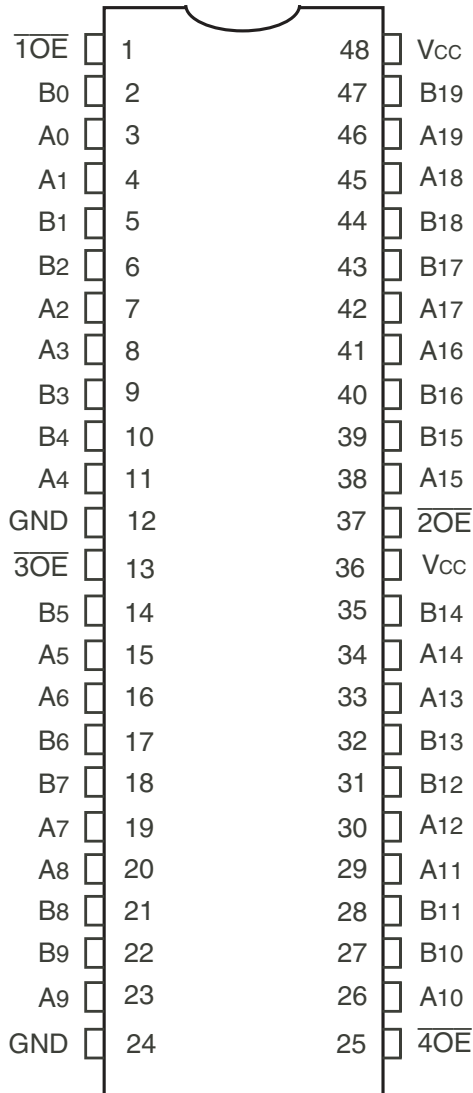 1OE 1 48 VCC
B0 2 47 B19
A0 3 46 A19
A1 4 45 A18
B1 5 44 B18
B2 6 43 B17
A2 7 42 A17
A3 8 41 A16
B3 9 40 B16
B4 10 39 B15
A4 11 38 A15
GND 12 37 2OE
3OE 13 36 VCC
B5 14 35 B14
A5 15 34 A14
A6 16 33 A13
B6 17 32 B13
B7 18 31 B12
A7 19 30 A12
A8 20 29 A11
B8 21 28 B11
B9 22 27 B10
A9 23 26 A10
GND 24 25 4OE